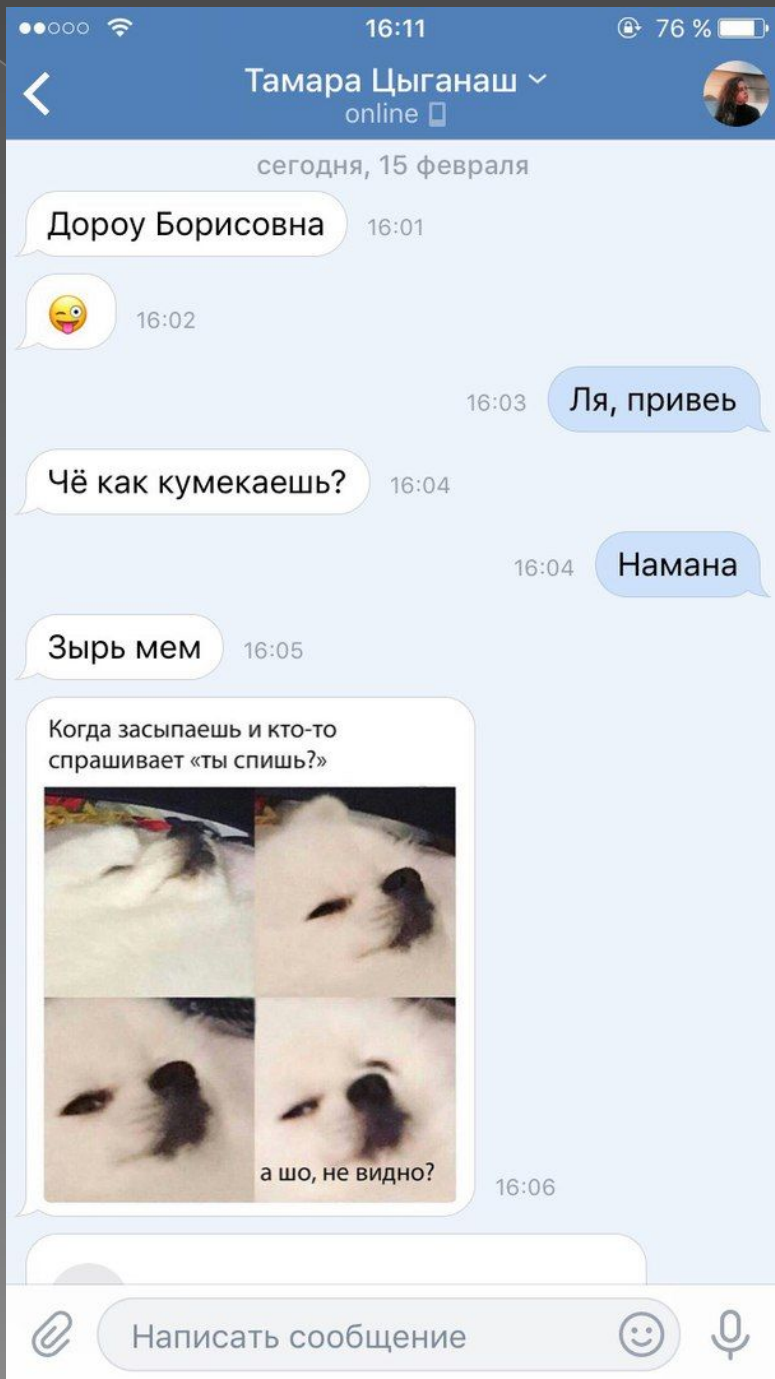 16:11
76 %
Тамара Цыганаш
online
сегодня, 15 февраля
Дороу Борисовна 16:01
16:02
16:03 Ля, привеь
Чё как кумекаешь? 16:04
16:04 Намана
Зырь мем 16:05
Когда засыпаешь и кто-то
спрашивает «ты спишь?»
а шо, не видно?
16:06
Написать сообщение